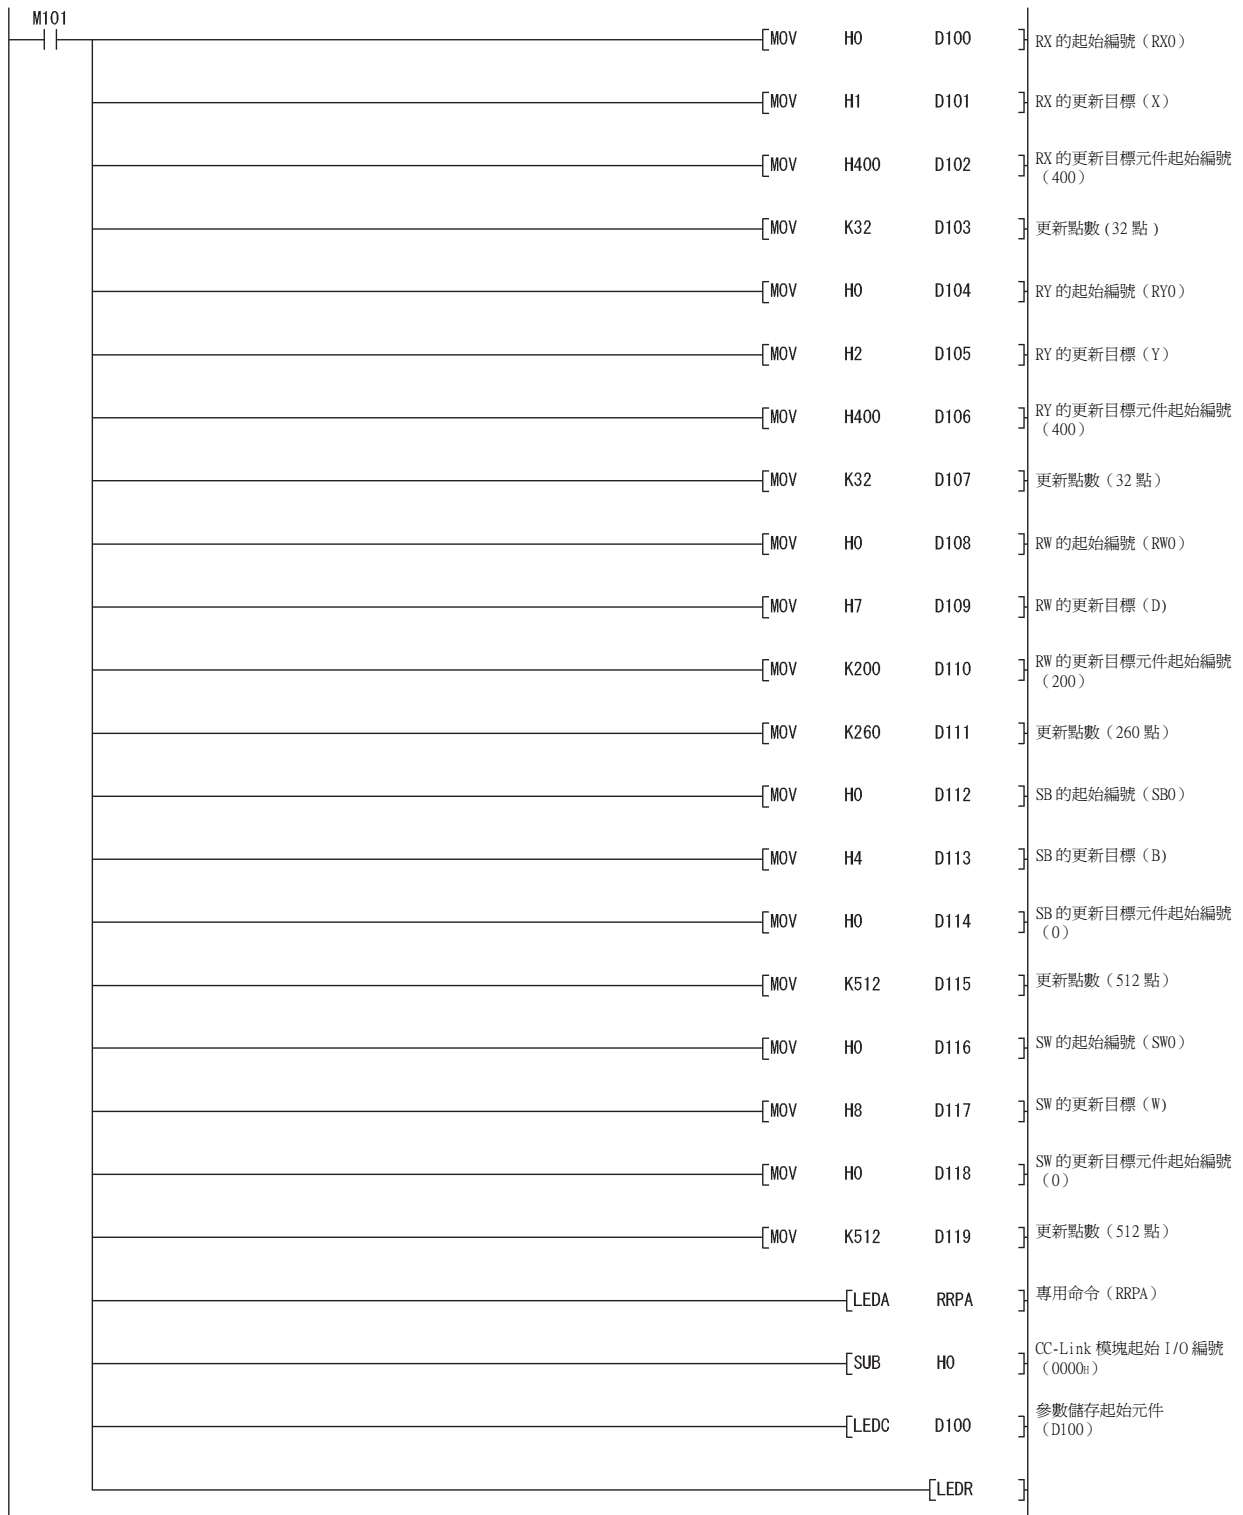 M101
MOV H0 D100 RX 的起始編號（RX0）
MOV H1 D101 RX 的更新目標（X）
MOV H400 D102 RX 的更新目標元件起始編號
（400）
MOV K32 D103 更新點數 (32 點 )
MOV H0 D104 RY 的起始編號（RY0）
MOV H2 D105 RY 的更新目標（Y）
MOV H400 D106 RY 的更新目標元件起始編號
（400）
MOV K32 D107 更新點數（32 點）
MOV H0 D108 RW 的起始編號（RW0）
MOV H7 D109 RW 的更新目標（D)
MOV K200 D110 RW 的更新目標元件起始編號
（200）
MOV K260 D111 更新點數（260 點）
MOV H0 D112 SB 的起始編號（SB0）
MOV H4 D113 SB 的更新目標（B)
MOV H0 D114 SB 的更新目標元件起始編號
（0）
MOV K512 D115 更新點數（512 點）
MOV H0 D116 SW 的起始編號（SW0）
MOV H8 D117 SW 的更新目標（W)
MOV H0 D118 SW 的更新目標元件起始編號
（0）
MOV K512 D119 更新點數（512 點）
LEDA RRPA 專用命令（RRPA）
SUB H0 CC-Link 模塊起始 I/O 編號
（0000H）
LEDC D100 參數儲存起始元件
（D100）
LEDR